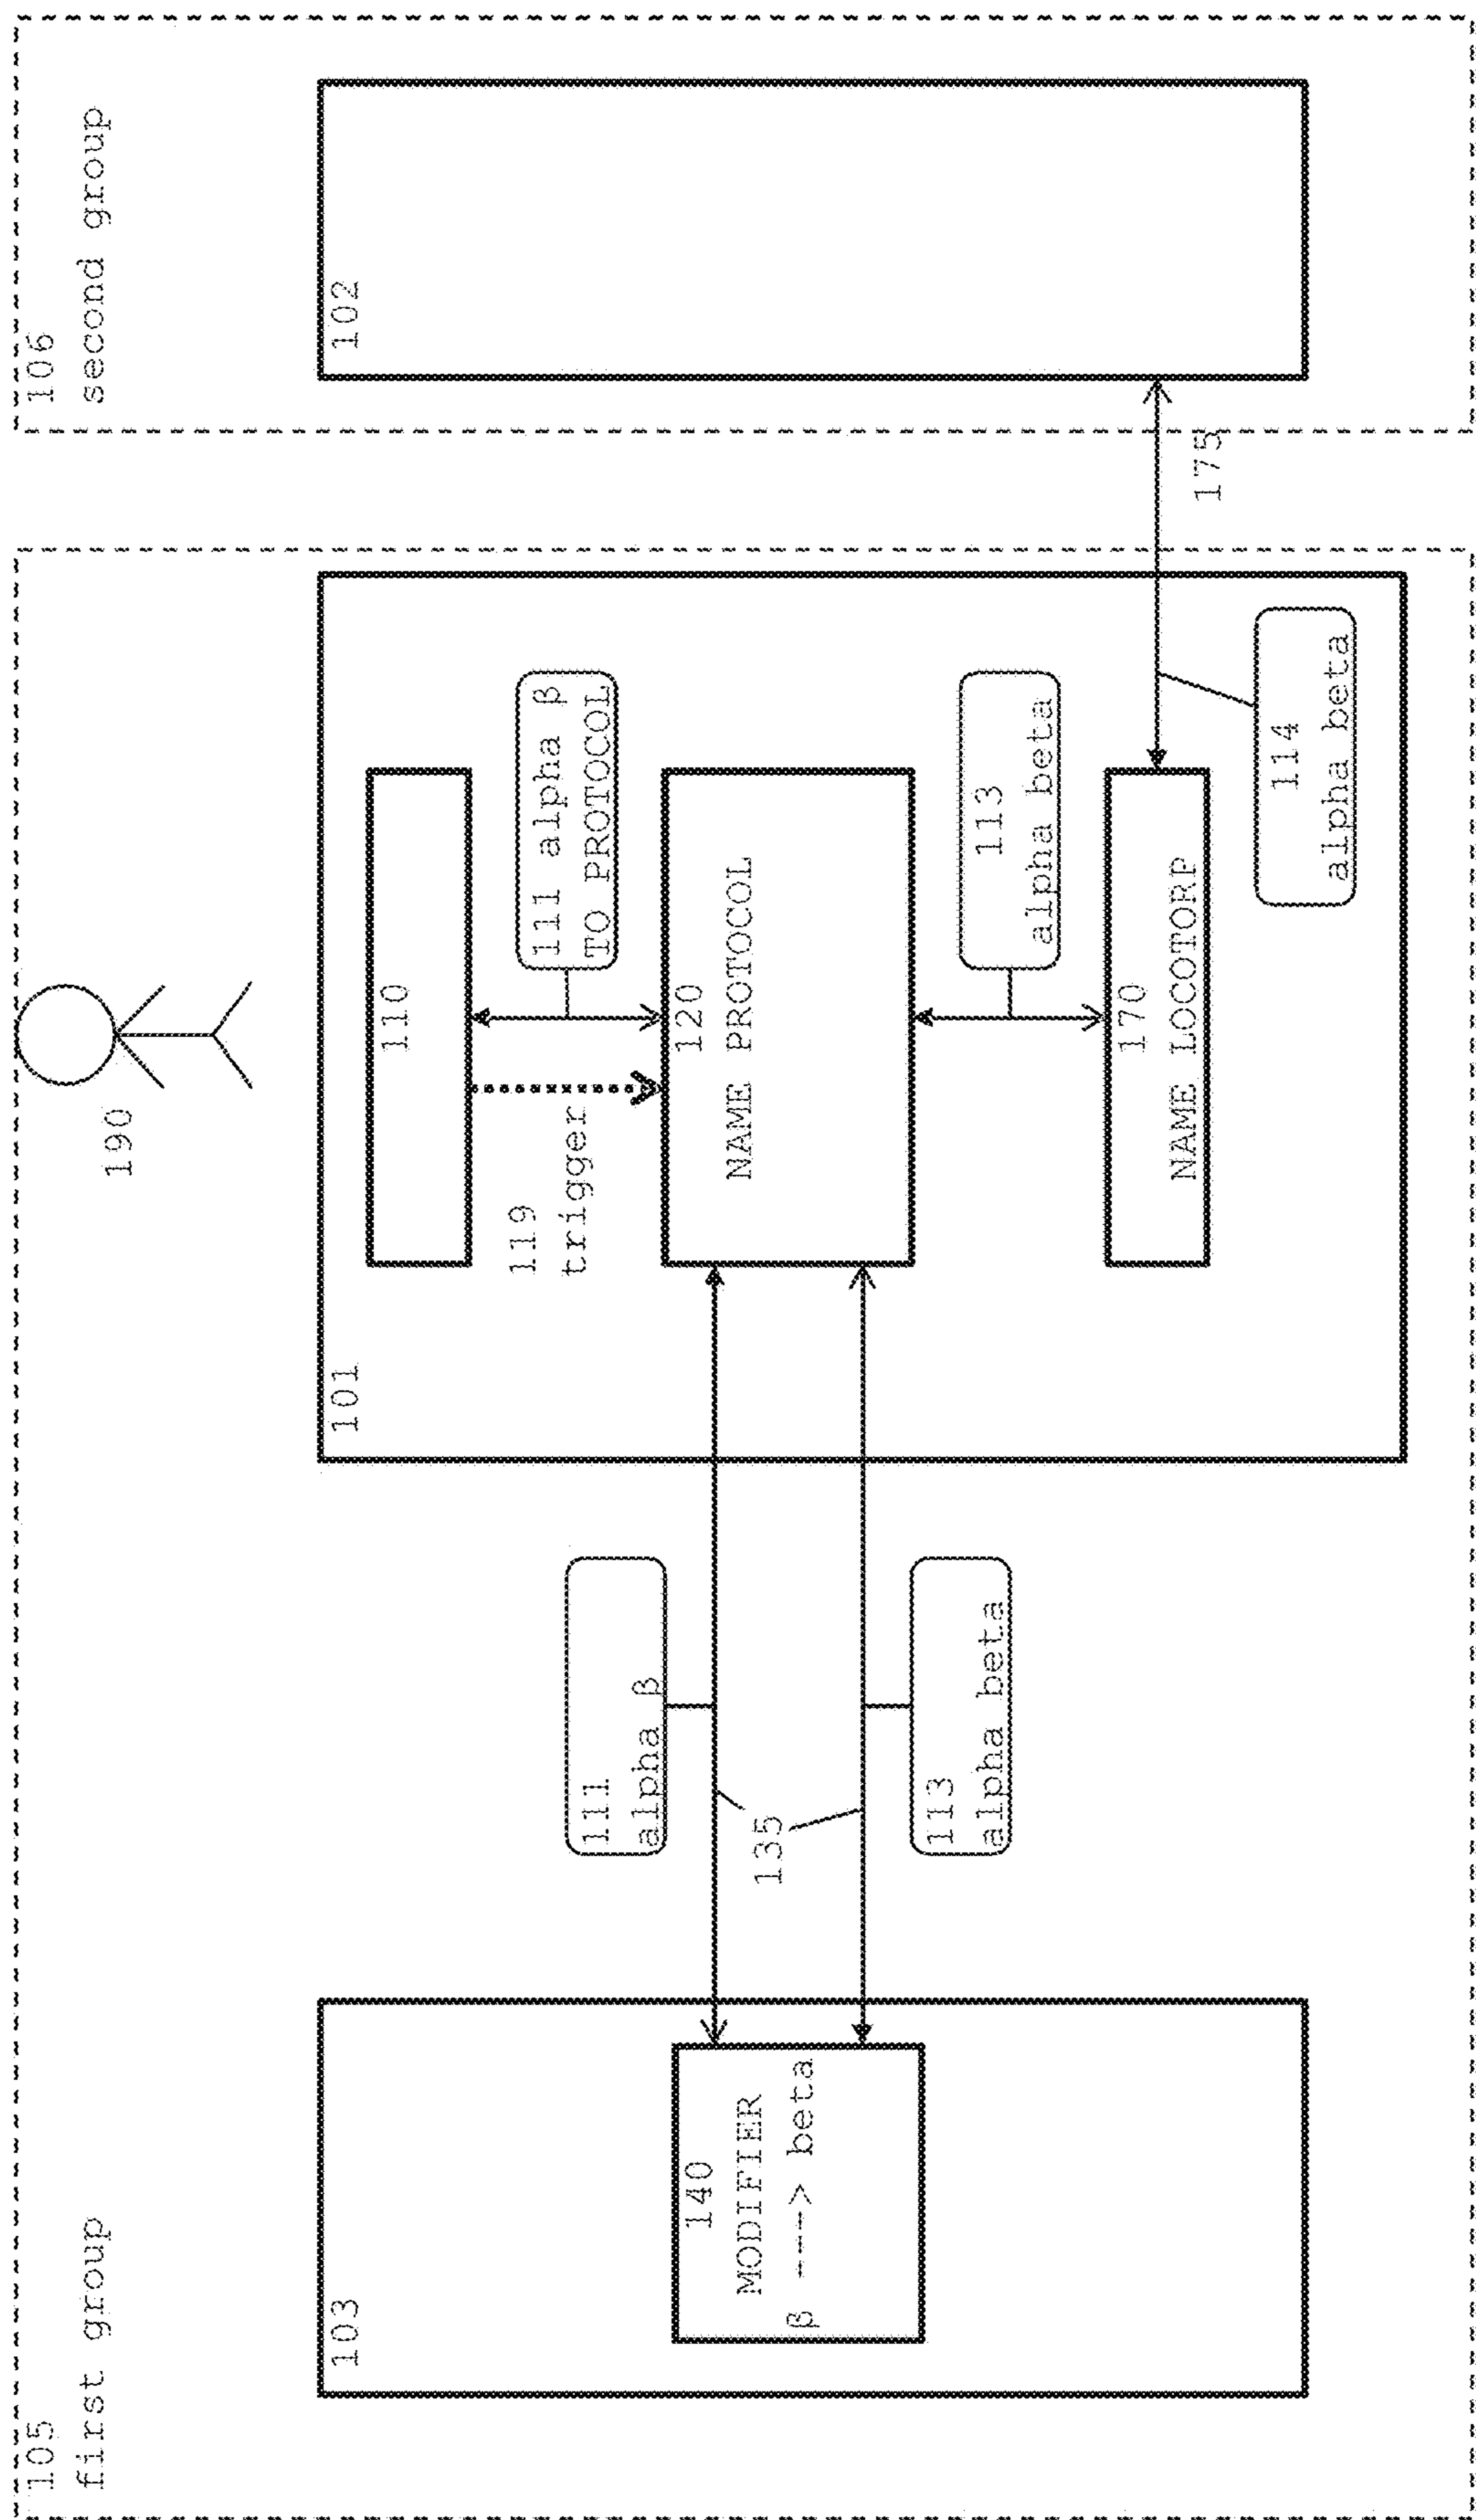 105
first group
106
second group
190
103
101
102
110
119
trigger
111 alpha β
TO PROTOCOL
120
NAME PROTOCOL
111
alpha β
135
140
MODIFIER
β ----> beta
113
alpha beta
113
alpha beta
170
NAME LOCOTORP
175
114
alpha beta